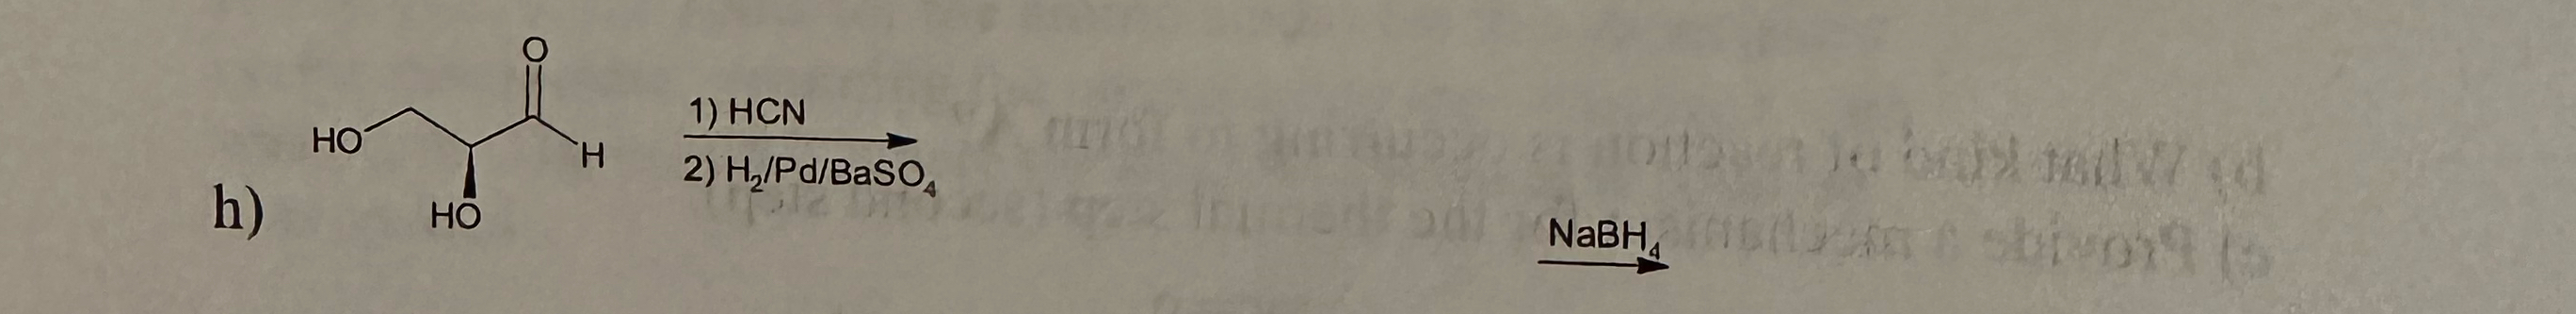 h)
O
HO
H
HO
1) HCN
2) H₂/Pd/BaSO₄
NaBH₄